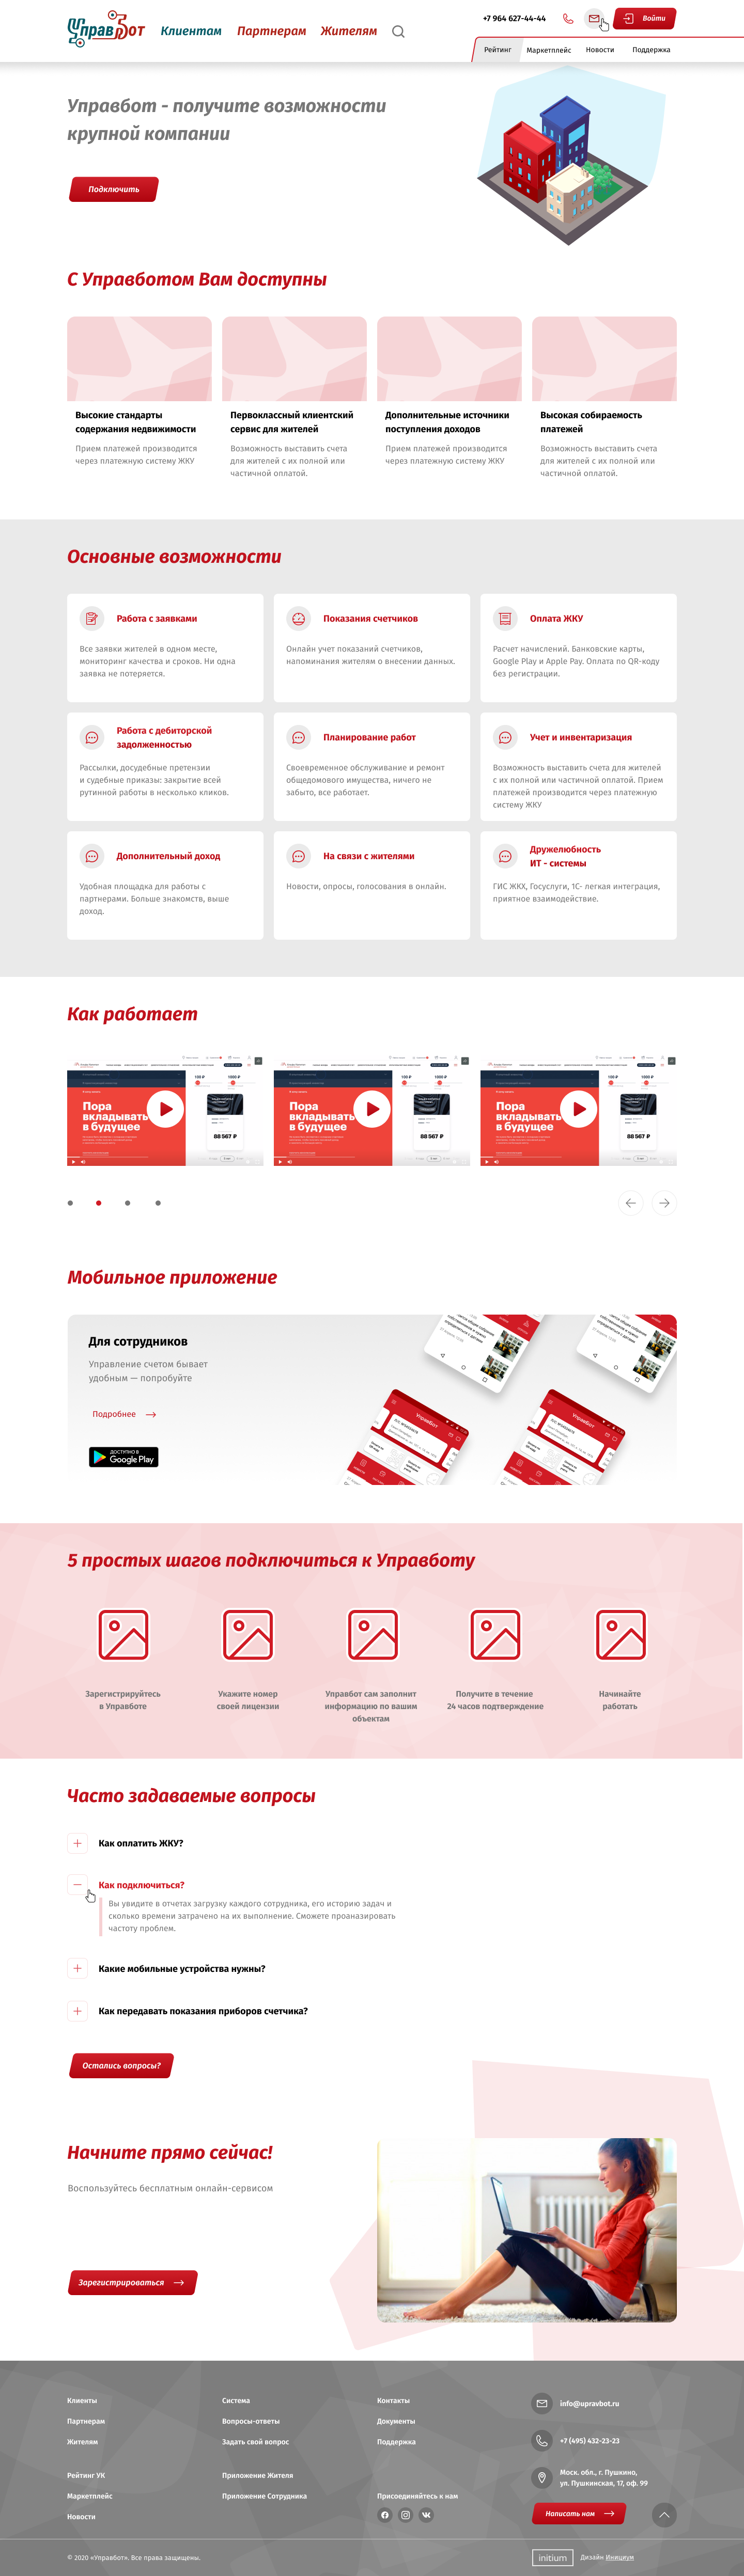 УправБот
Клиентам
Партнерам
Жителям
+7 964 627-44-44
Войти
Рейтинг
Маркетплейс
Новости
Поддержка
Управбот - получите возможности
крупной компании
Подключить
С Управботом Вам доступны
Высокие стандарты
содержания недвижимости
Прием платежей производится
через платежную систему ЖКУ
Первоклассный клиентский
сервис для жителей
Возможность выставить счета
для жителей с их полной или
частичной оплатой.
Дополнительные источники
поступления доходов
Прием платежей производится
через платежную систему ЖКУ
Высокая собираемость
платежей
Возможность выставить счета
для жителей с их полной или
частичной оплатой.
Основные возможности
Работа с заявками
Все заявки жителей в одном месте,
мониторинг качества и сроков. Ни одна
заявка не потеряется.
Показания счетчиков
Онлайн учет показаний счетчиков,
напоминания жителям о внесении данных.
Оплата ЖКУ
Расчет начислений. Банковские карты,
Google Play и Apple Pay. Оплата по QR-коду
без регистрации.
Работа с дебиторской
задолженностью
Рассылки, досудебные претензии
и судебные приказы: закрытие всей
рутинной работы в несколько кликов.
Планирование работ
Своевременное обслуживание и ремонт
общедомового имущества, ничего не
забыто, все работает.
Учет и инвентаризация
Возможность выставить счета для жителей
с их полной или частичной оплатой. Прием
платежей производится через платежную
систему ЖКУ
Дополнительный доход
Удобная площадка для работы с
партнерами. Больше знакомств, выше
доход.
На связи с жителями
Новости, опросы, голосования в онлайн.
Дружелюбность
ИТ - системы
ГИС ЖКХ, Госуслуги, 1С- легкая интеграция,
приятное взаимодействие.
Как работает
Пора
вкладывать
в будущее
100 ₽
1000 ₽
88 567 ₽
Пора
вкладывать
в будущее
100 ₽
1000 ₽
88 567 ₽
Пора
вкладывать
в будущее
100 ₽
1000 ₽
88 567 ₽
Мобильное приложение
Для сотрудников
Управление счетом бывает
удобным — попробуйте
Подробнее
ДОСТУПНО В
Google Play
УправБот
УправБот
5 простых шагов подключиться к Управботу
Зарегистрируйтесь
в Управботе
Укажите номер
своей лицензии
Управбот сам заполнит
информацию по вашим
объектам
Получите в течение
24 часов подтверждение
Начинайте
работать
Часто задаваемые вопросы
Как оплатить ЖКУ?
Как подключиться?
Вы увидите в отчетах загрузку каждого сотрудника, его историю задач и
сколько времени затрачено на их выполнение. Сможете проаназировать
частоту проблем.
Какие мобильные устройства нужны?
Как передавать показания приборов счетчика?
Остались вопросы?
Начните прямо сейчас!
Воспользуйтесь бесплатным онлайн-сервисом
Зарегистрироваться
Клиенты
Партнерам
Жителям
Рейтинг УК
Маркетплейс
Новости
Система
Вопросы-ответы
Задать свой вопрос
Приложение Жителя
Приложение Сотрудника
Контакты
Документы
Поддержка
Присоединяйтесь к нам
info@upravbot.ru
+7 (495) 432-23-23
Моск. обл., г. Пушкино,
ул. Пушкинская, 17, оф. 99
Написать нам
© 2020 «Управбот». Все права защищены.
initium
Дизайн Инициум